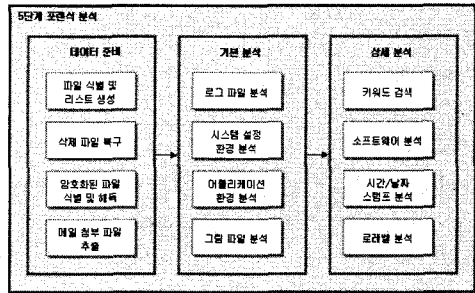 5단계 포렌식 분석
데이터 준비
파일 식별 및
리스트 생성
삭제 파일 복구
암호화된 파일
식별 및 해독
메일 첨부 파일
추출
기본 분석
로그 파일 분석
시스템 설정
환경 분석
어플리케이션
환경 분석
그림 파일 분석
상세 분석
키워드 검색
소프트웨어 분석
시간/날짜
스탬프 분석
로레벨 분석